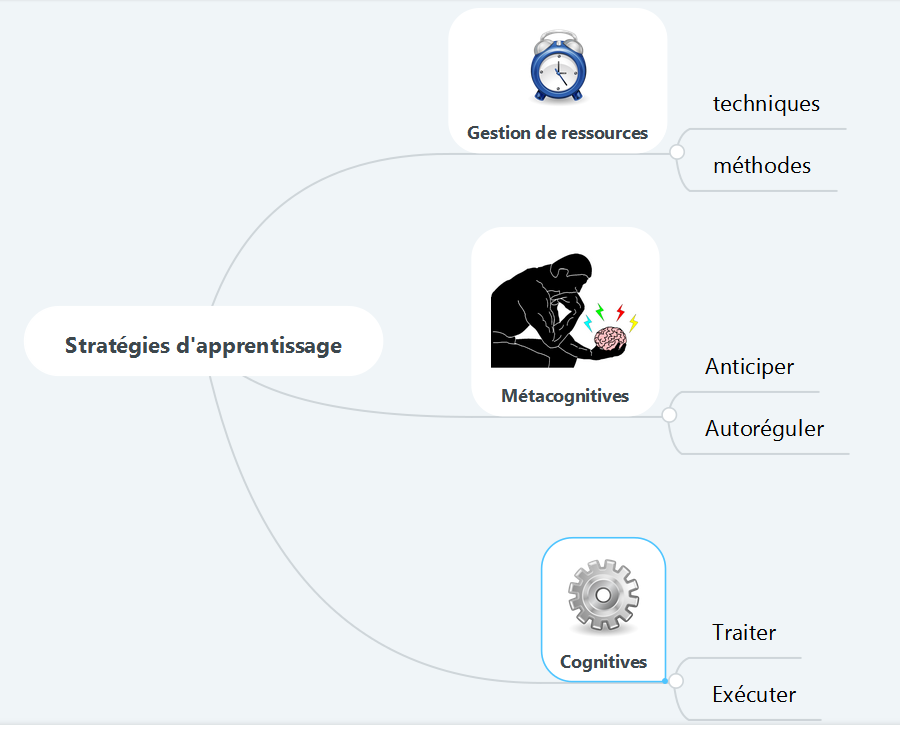 Stratégies d'apprentissage
Gestion de ressources
techniques
méthodes
Métacognitives
Anticiper
Autoréguler
Cognitives
Traiter
Exécuter